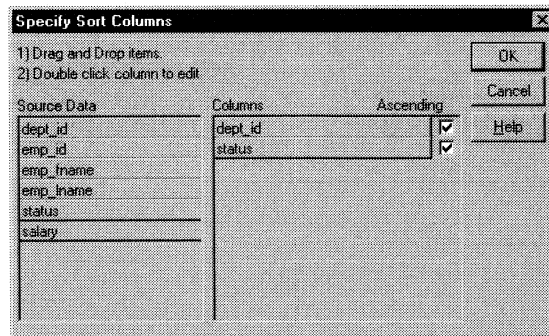 Specify Sort Columns
1) Drag and Drop items.
2) Double click column to edit
OK
Cancel
Help
Source Data
dept_id
emp_id
emp_fname
emp_lname
status
salary
Columns Ascending
dept_id
status